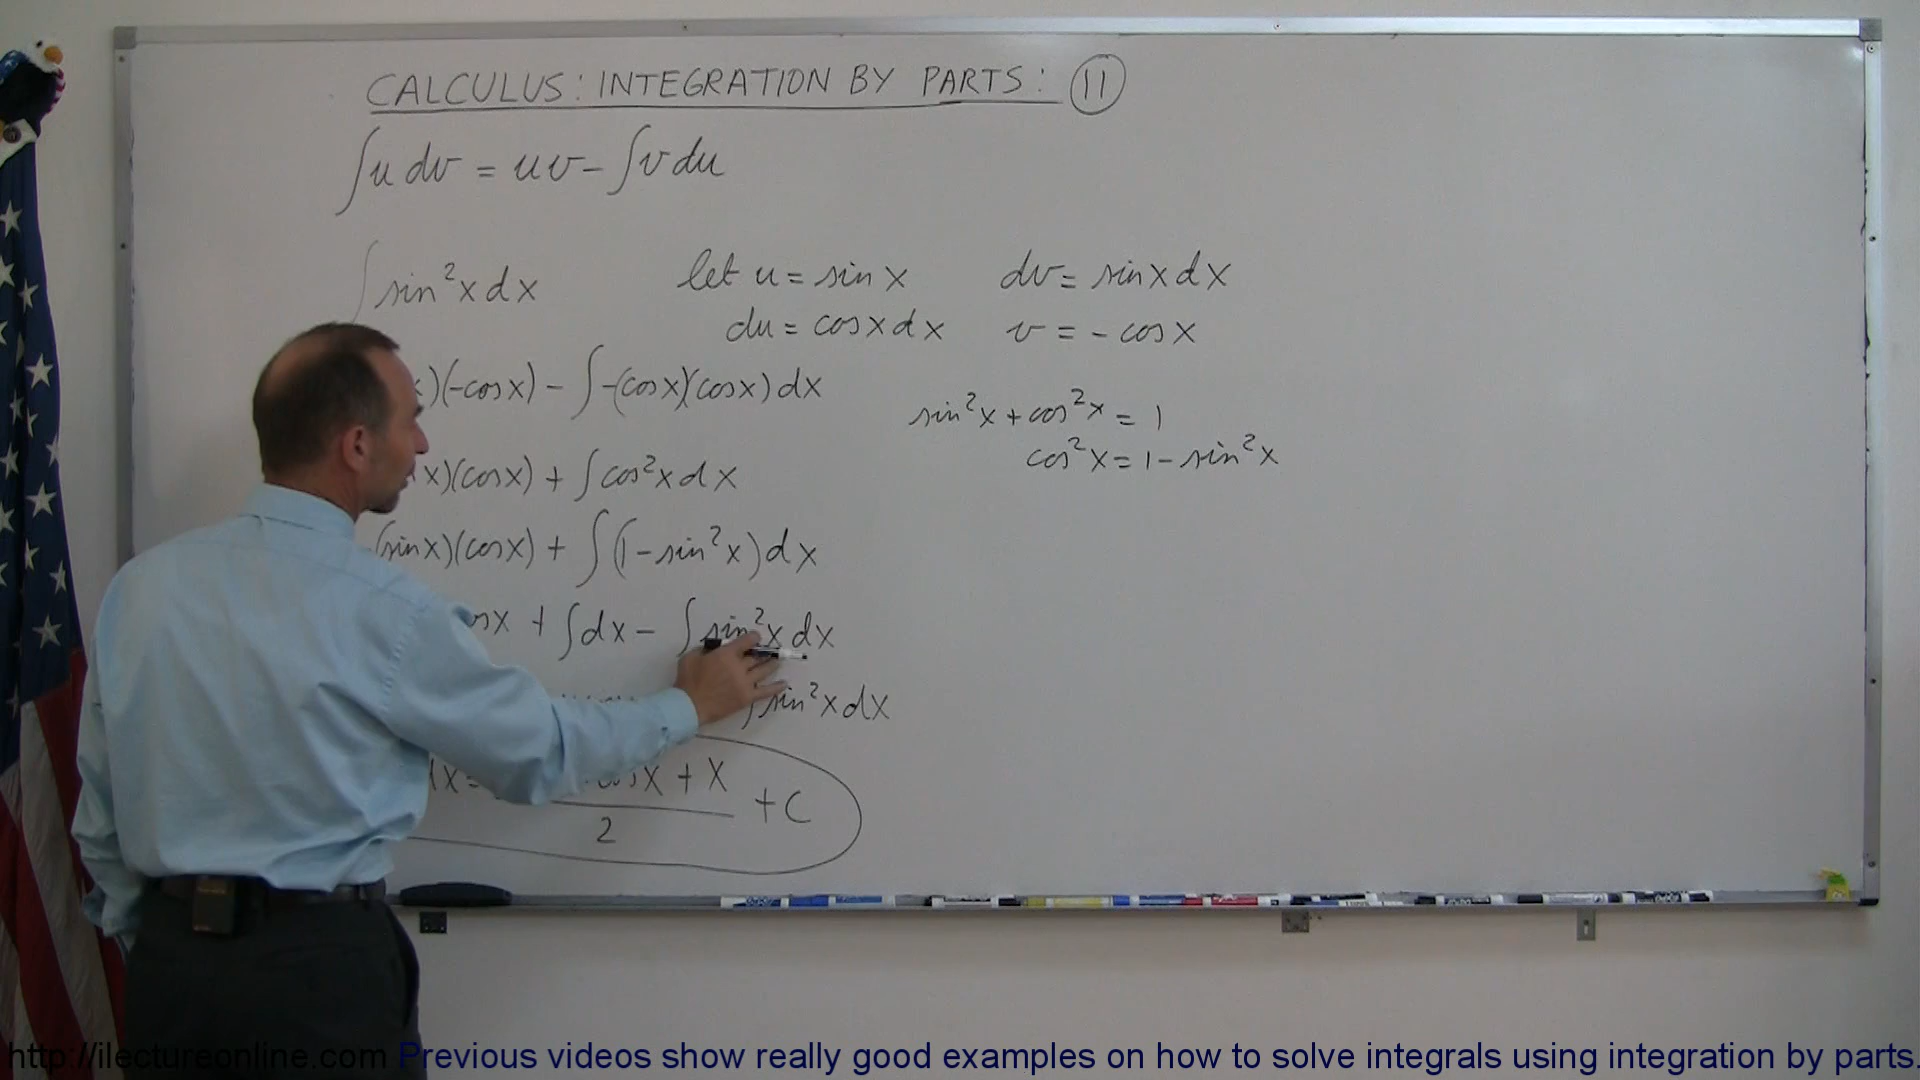 CALCULUS: INTEGRATION BY PARTS: 11
∫u dv = uv - ∫v du
∫sin²x dx let u = sin x dv = sin x dx
du = cos x dx v = - cos x
)(-cos x) - ∫-(cos x)(cos x) dx
sin²x + cos²x = 1
cos²x = 1 - sin²x
x)(cos x) + ∫cos²x dx
(sin x)(cos x) + ∫(1 - sin²x) dx
x + ∫dx - ∫sin²x dx
sin²x dx
dx = cos x + x + C
2
http://ilectureonline.com Previous videos show really good examples on how to solve integrals using integration by parts.